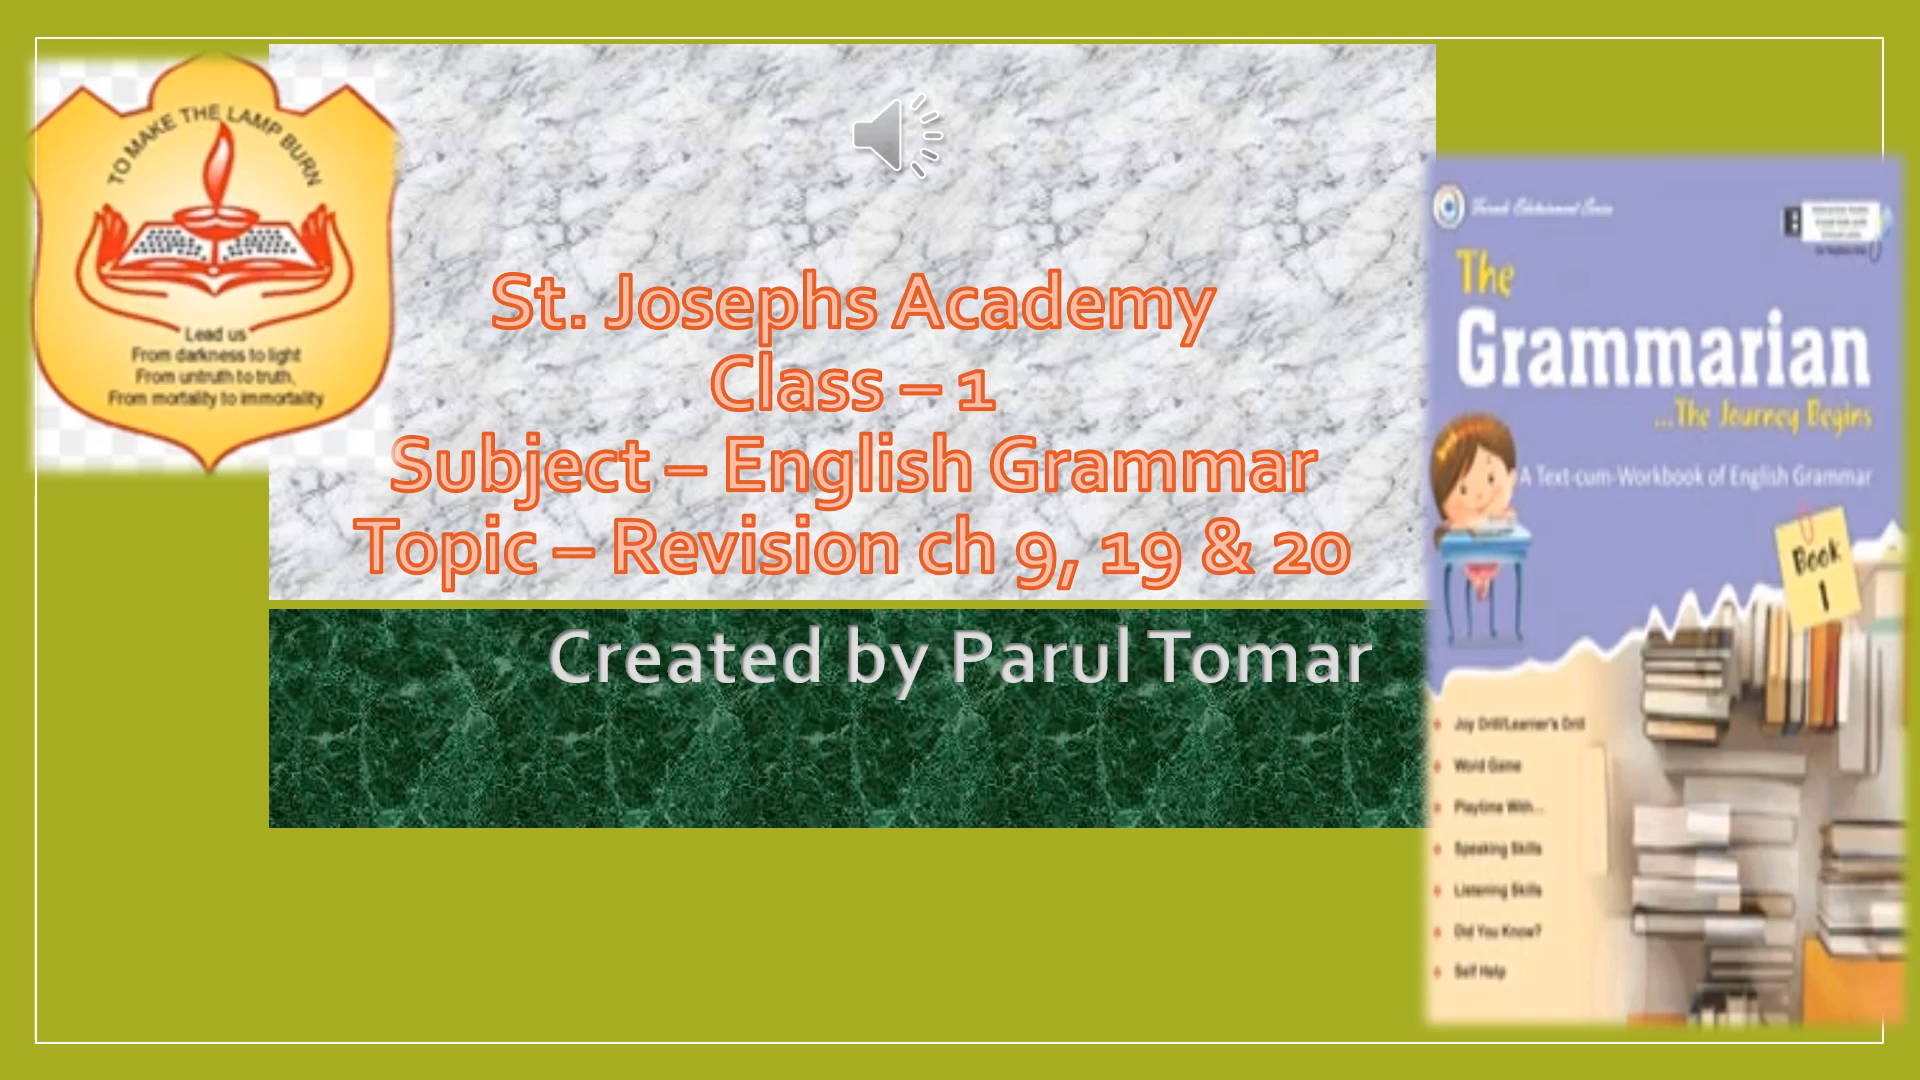 TO MAKE THE LAMP BURN
Lead us
From darkness to light
From untruth to truth,
From mortality to immortality
St. Josephs Academy
Class – 1
Subject – English Grammar
Topic – Revision ch 9, 19 & 20
Created by Parul Tomar
The
Grammarian
...The Journey Begins
A Text-cum-Workbook of English Grammar
Book
1
Joy Drill/Learner's Drill
Word Game
Playtime With...
Speaking Skills
Listening Skills
Did You Know?
Self Help